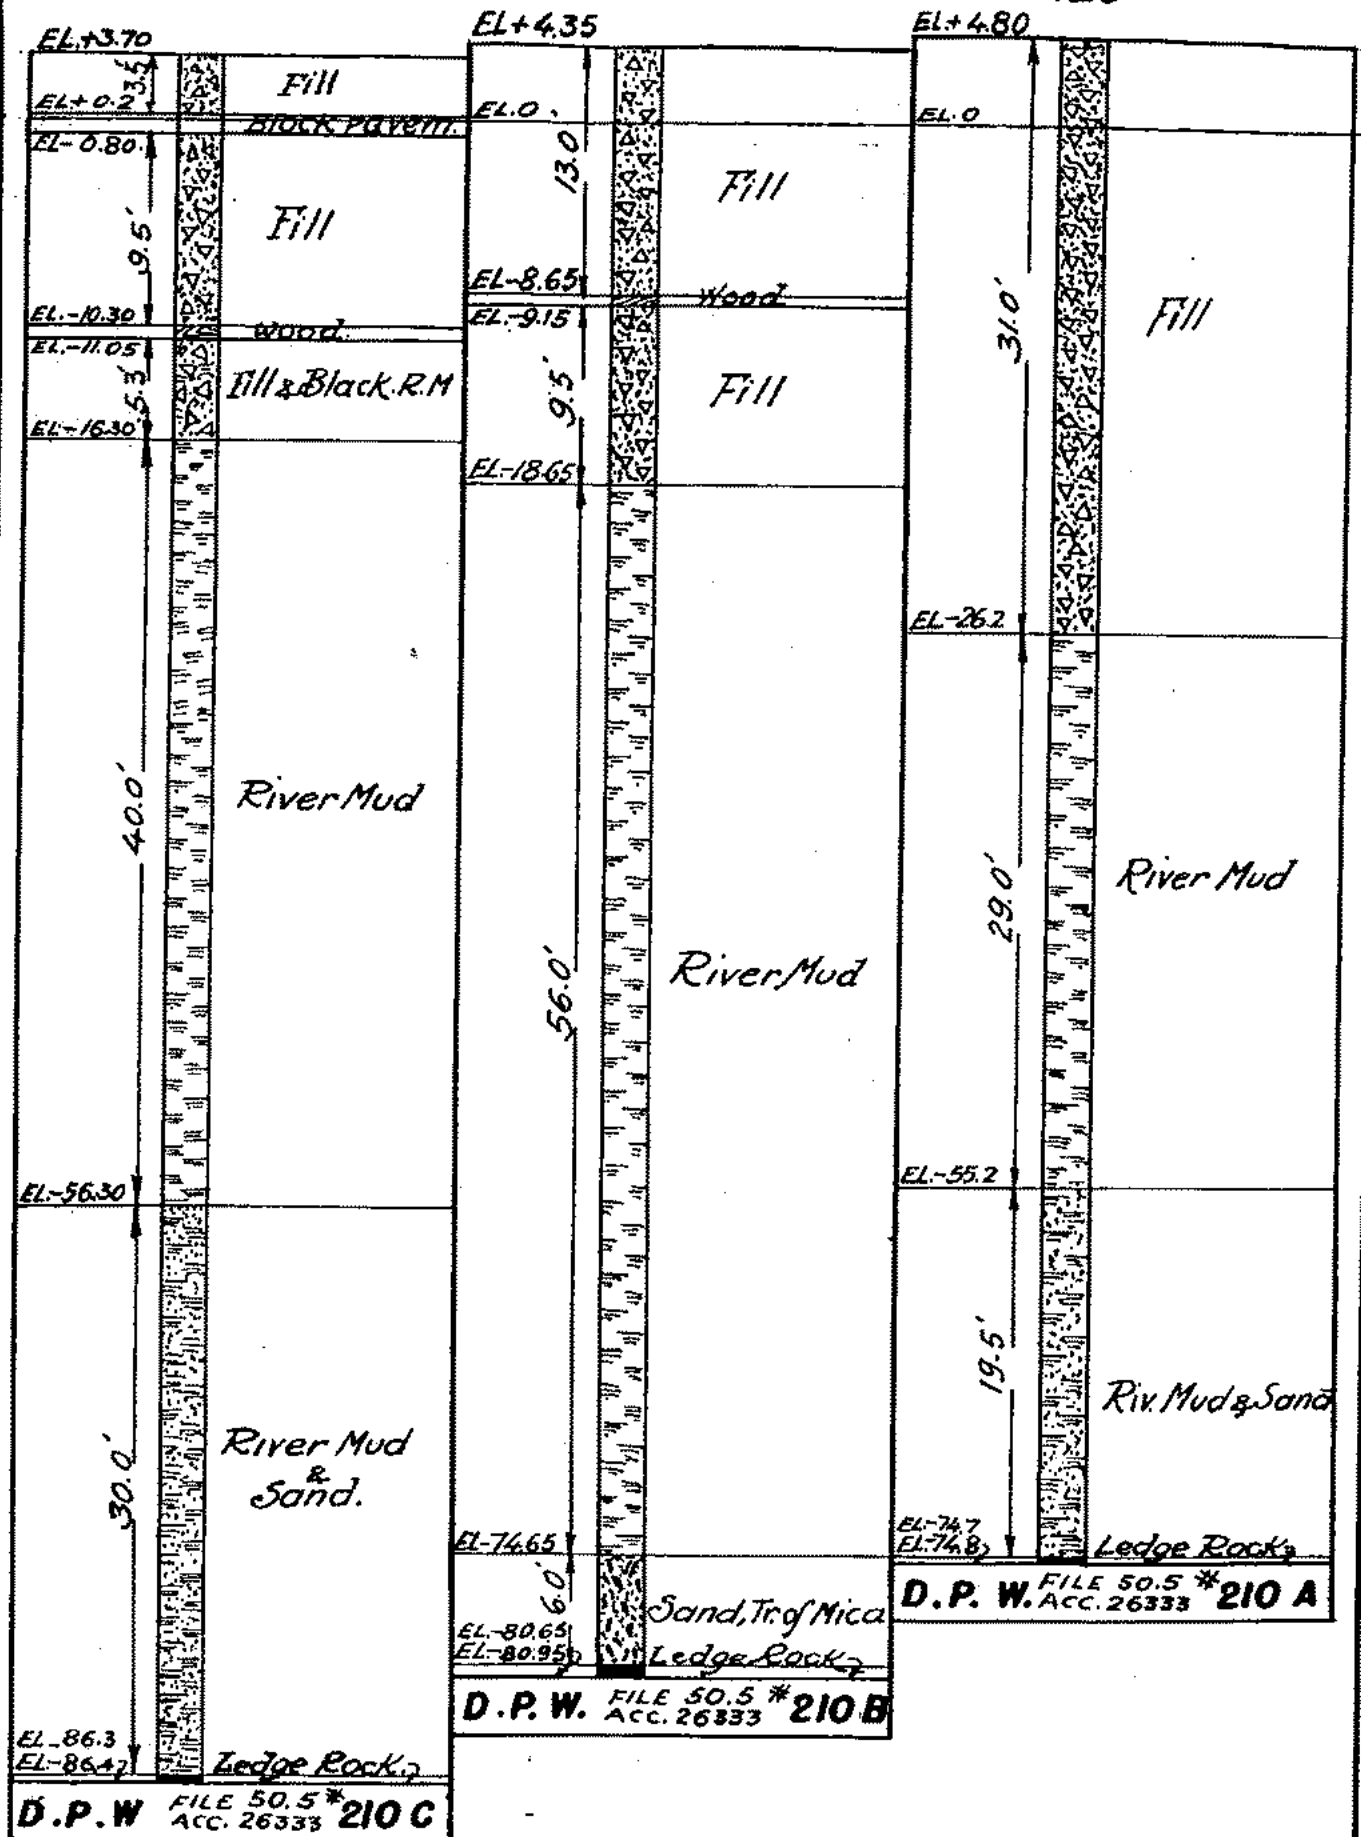 EL.+3.70
3.5'
Fill
EL+0.2
Block Pavem.
EL-0.80
9.5'
Fill
EL.-10.30
Wood
EL.-11.05
5.3'
Fill & Black. R.M
EL-16.30
40.0'
River Mud
EL.-56.30
30.0'
River Mud
&
Sand.
EL-86.3
EL-86.4
Ledge Rock
D.P.W FILE 50.5 # 210 C
ACC. 26333
EL+4.35
EL.0
13.0'
Fill
EL-8.65
Wood
EL.-9.15
9.5'
Fill
EL-18.65
56.0'
River Mud
EL-74.65
6.0'
Sand, Tr. of Mica
EL.-80.65
EL-80.95
Ledge Rock
D.P.W. FILE 50.5 # 210 B
ACC. 26333
EL+4.80
EL.0
31.0'
Fill
EL-26.2
29.0'
River Mud
EL.-55.2
19.5'
Riv. Mud & Sand
EL-74.7
EL-74.8
Ledge Rock
D.P.W. FILE 50.5 # 210 A
ACC. 26333